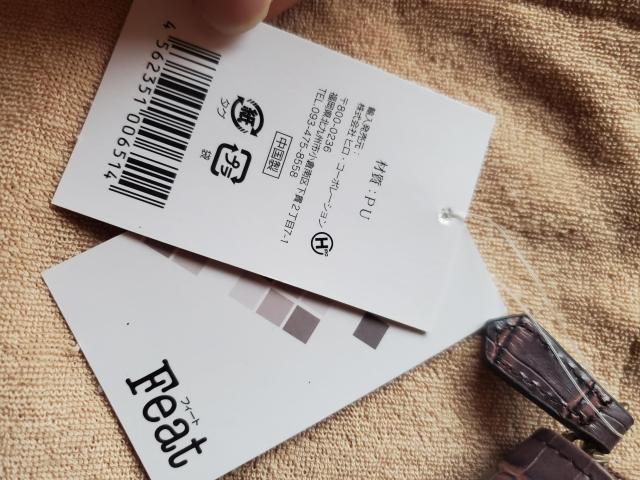 材質：PU
輸入発売元：
株式会社ヒロ・コーポレーション
〒800-0236
福岡県北九州市小倉南区下貫2丁目7-1
TEL.093-475-8558
中国製
紙
タグ
プラ
袋
4 562351 006514
フィート
Feat